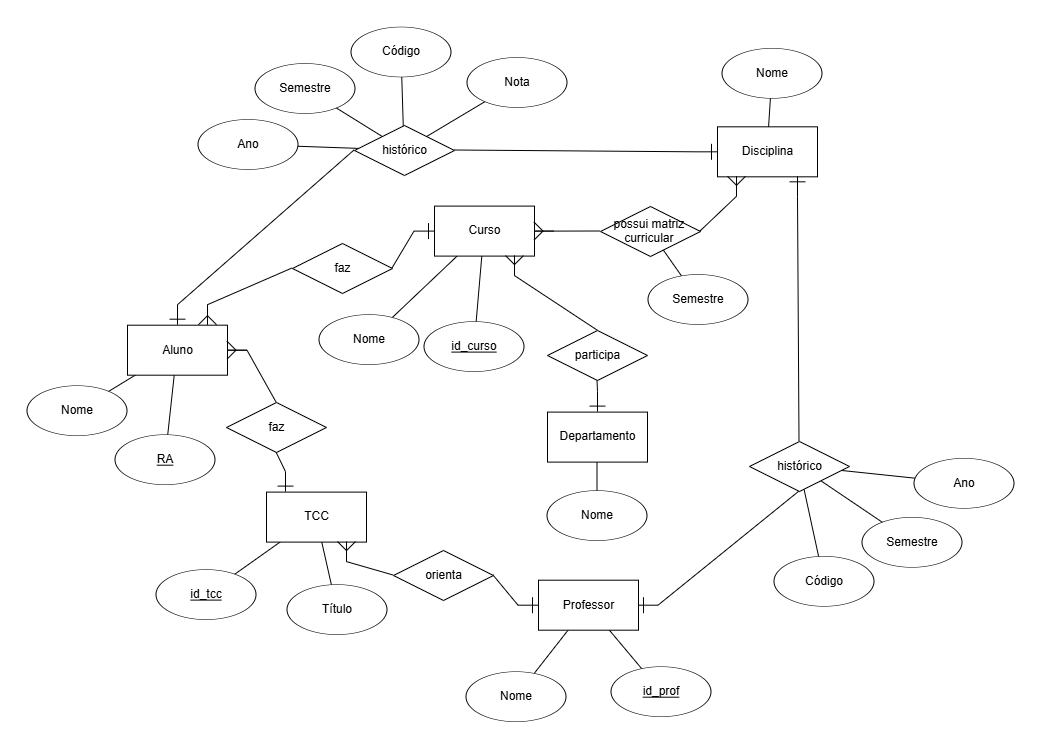 Código
Semestre
Nota
Nome
Ano
histórico
Disciplina
Curso
possui matriz
curricular
faz
Semestre
Nome
id_curso
Aluno
participa
Nome
faz
Departamento
RA
histórico
Ano
TCC
Nome
Semestre
orienta
Código
id_tcc
Título
Professor
Nome
id_prof